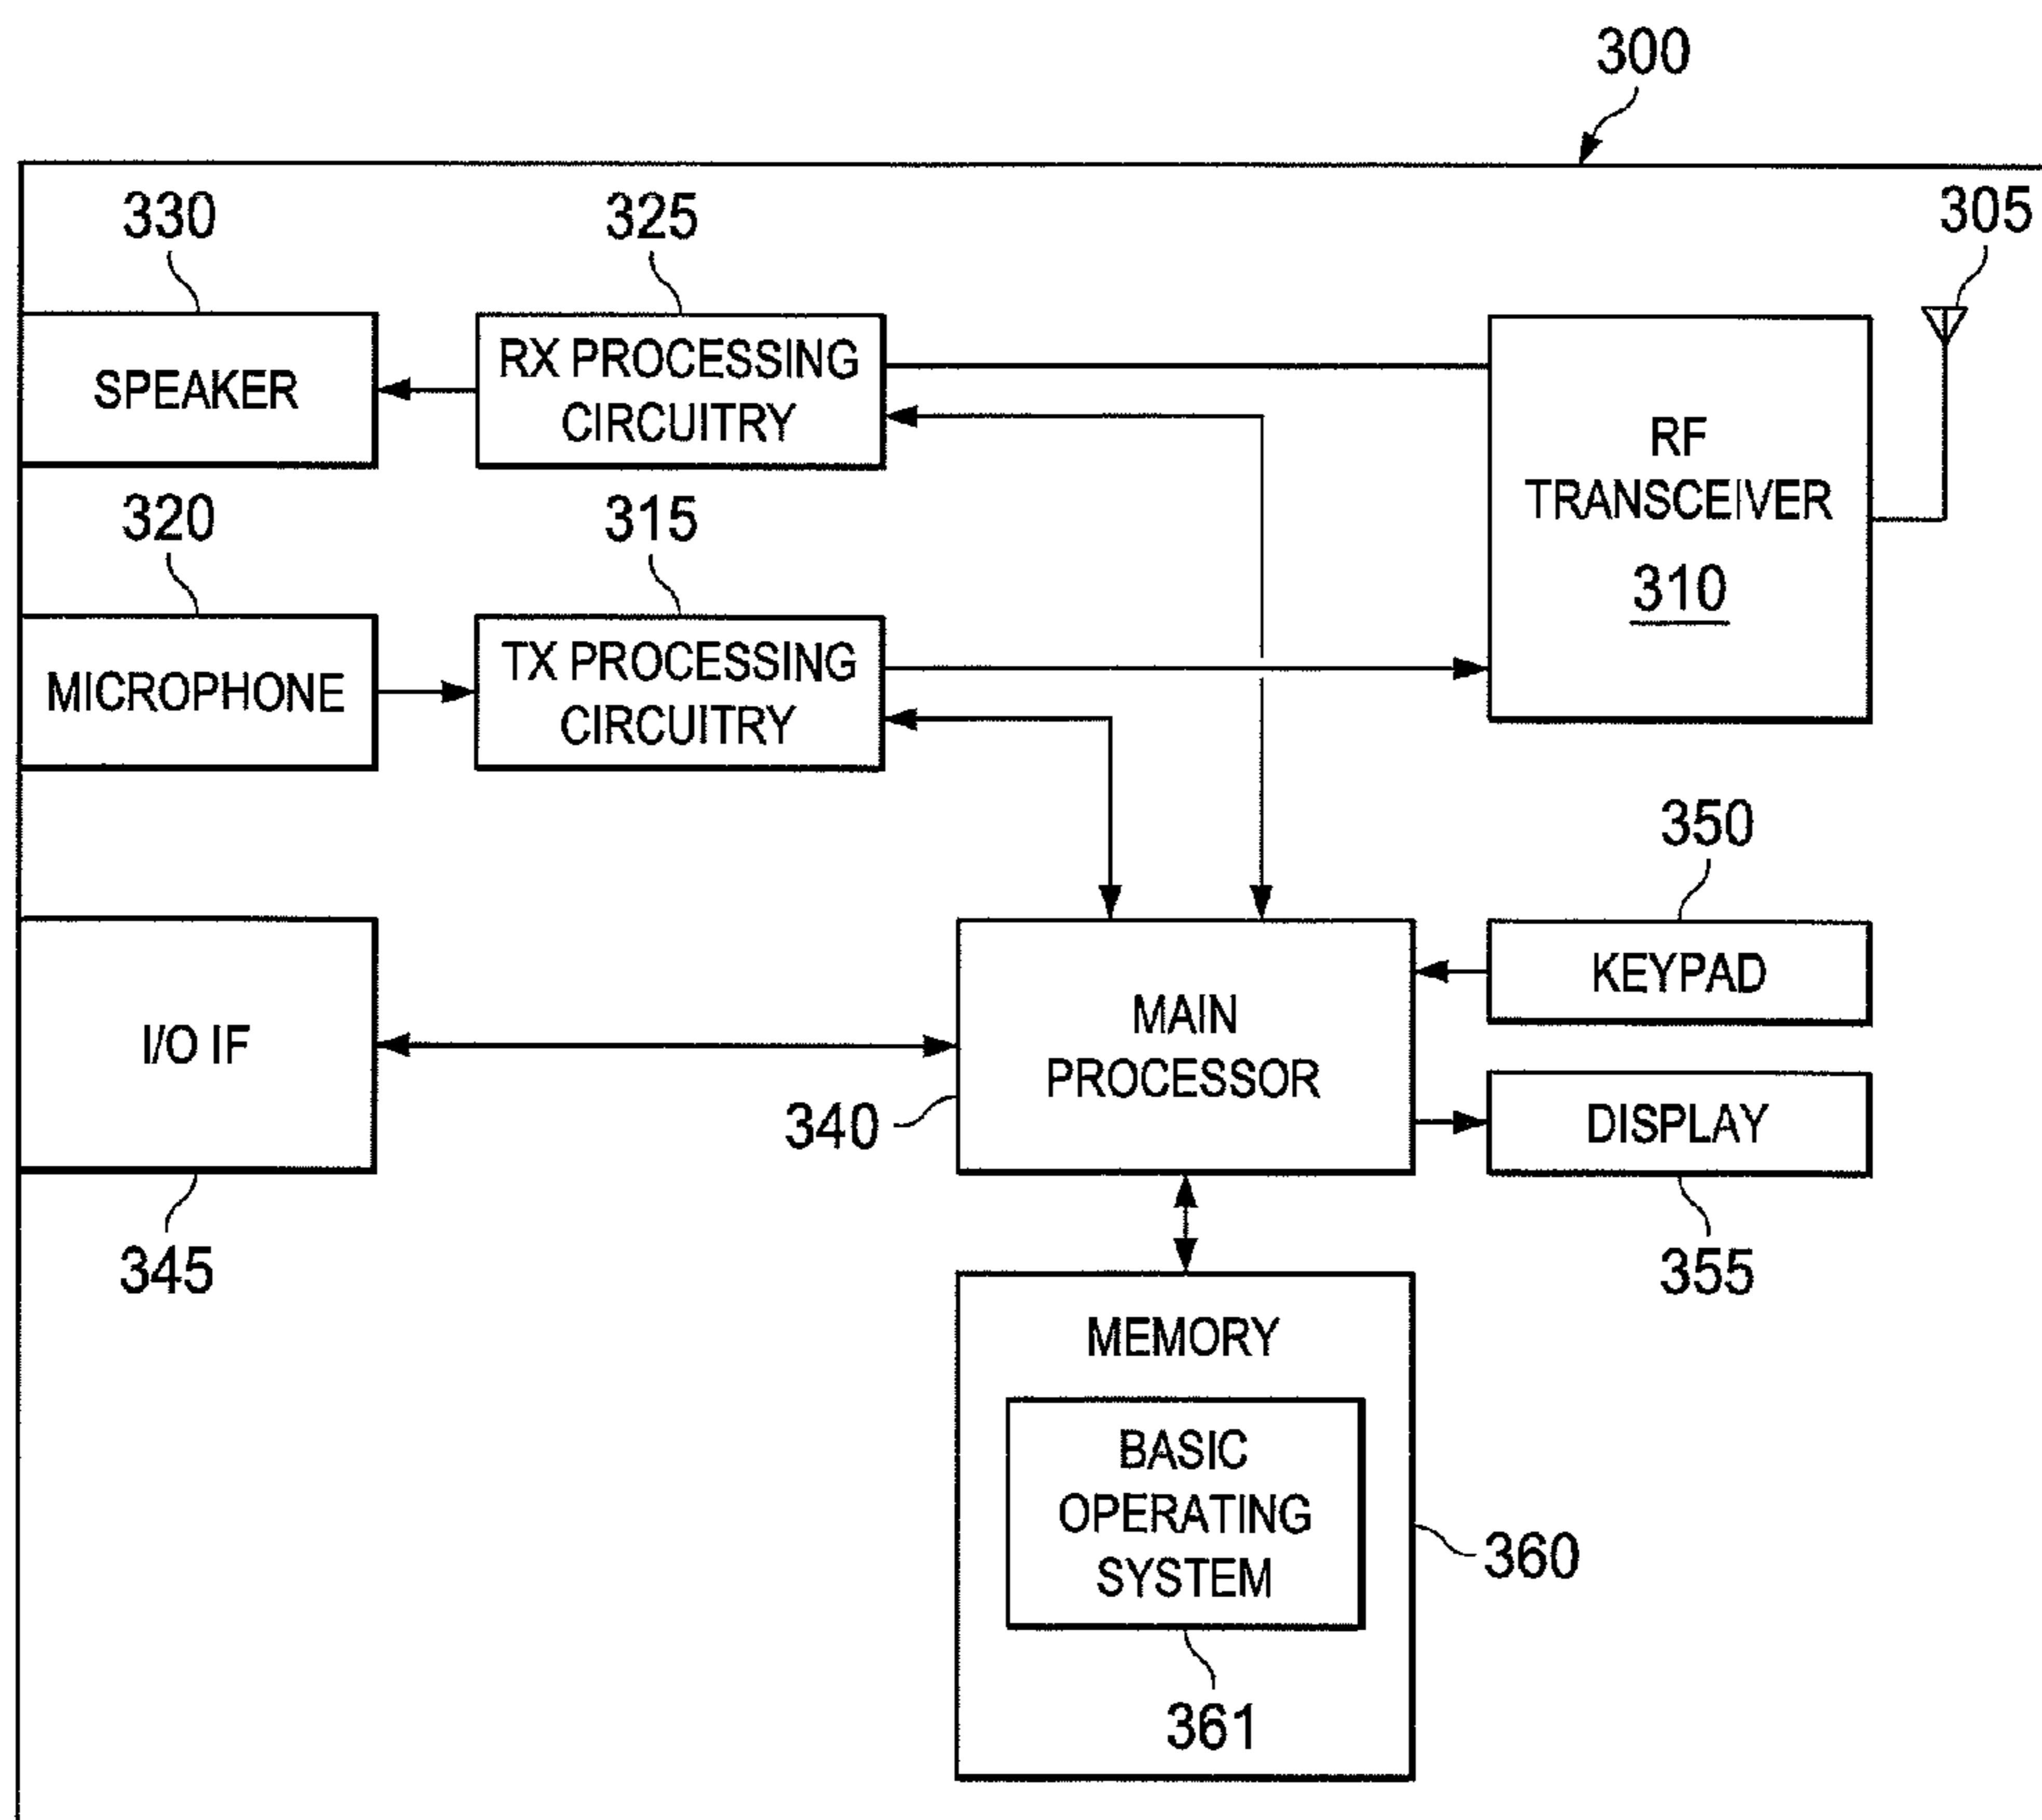 300
330
325
305
SPEAKER
RX PROCESSING
CIRCUITRY
RF
TRANSCEIVER
310
320
315
MICROPHONE
TX PROCESSING
CIRCUITRY
350
KEYPAD
I/O IF
MAIN
PROCESSOR
340
DISPLAY
345
355
MEMORY
BASIC
OPERATING
SYSTEM
360
361